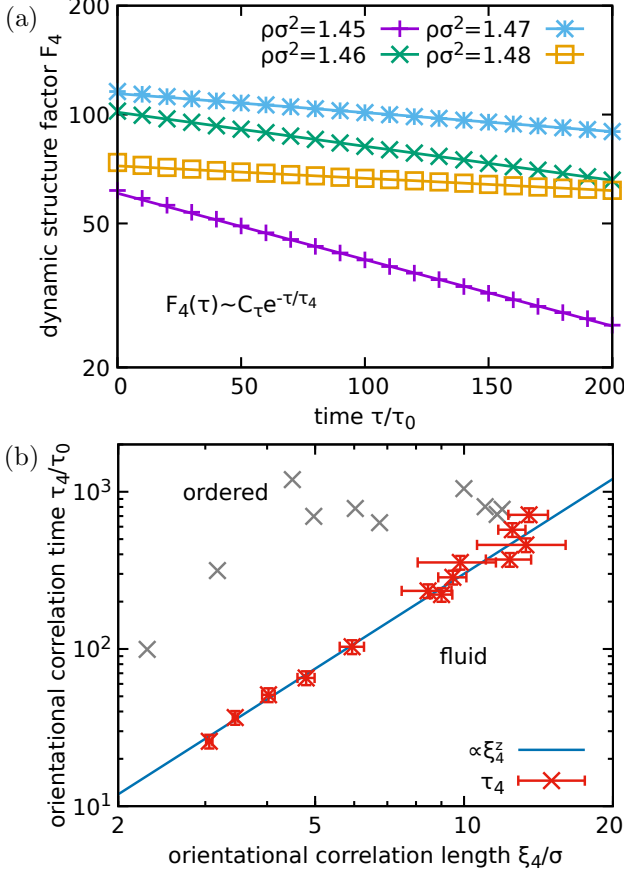 (a)
200
100
50
20
dynamic structure factor F₄
ρσ²=1.45
ρσ²=1.46
ρσ²=1.47
ρσ²=1.48
F₄(τ)~C_τe^{-τ/τ₄}
0 50 100 150 200
time τ/τ₀
(b)
10³
10²
10¹
orientational correlation time τ₄/τ₀
ordered
fluid
∝ξ₄ᶻ
τ₄
2 5 10 20
orientational correlation length ξ₄/σ